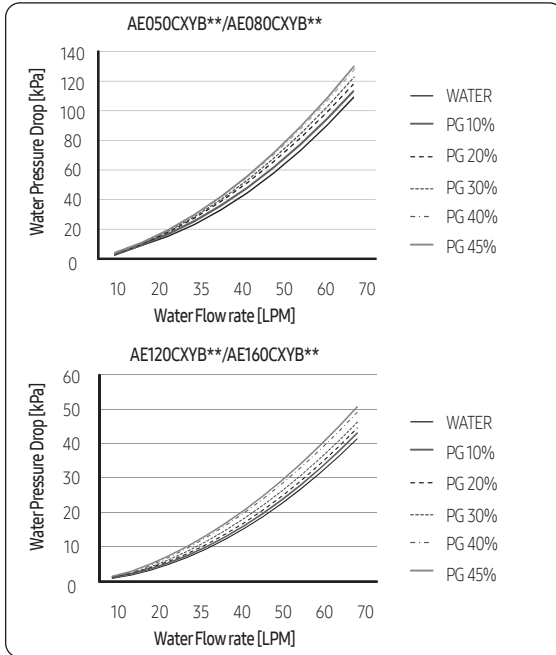 AE050CXYB**/AE080CXYB**
Water Pressure Drop [kPa]
140
120
100
80
60
40
20
0
10 20 35 40 50 60 70
Water Flow rate [LPM]
WATER
PG 10%
PG 20%
PG 30%
PG 40%
PG 45%
AE120CXYB**/AE160CXYB**
Water Pressure Drop [kPa]
60
50
40
30
20
10
0
10 20 35 40 50 60 70
Water Flow rate [LPM]
WATER
PG 10%
PG 20%
PG 30%
PG 40%
PG 45%